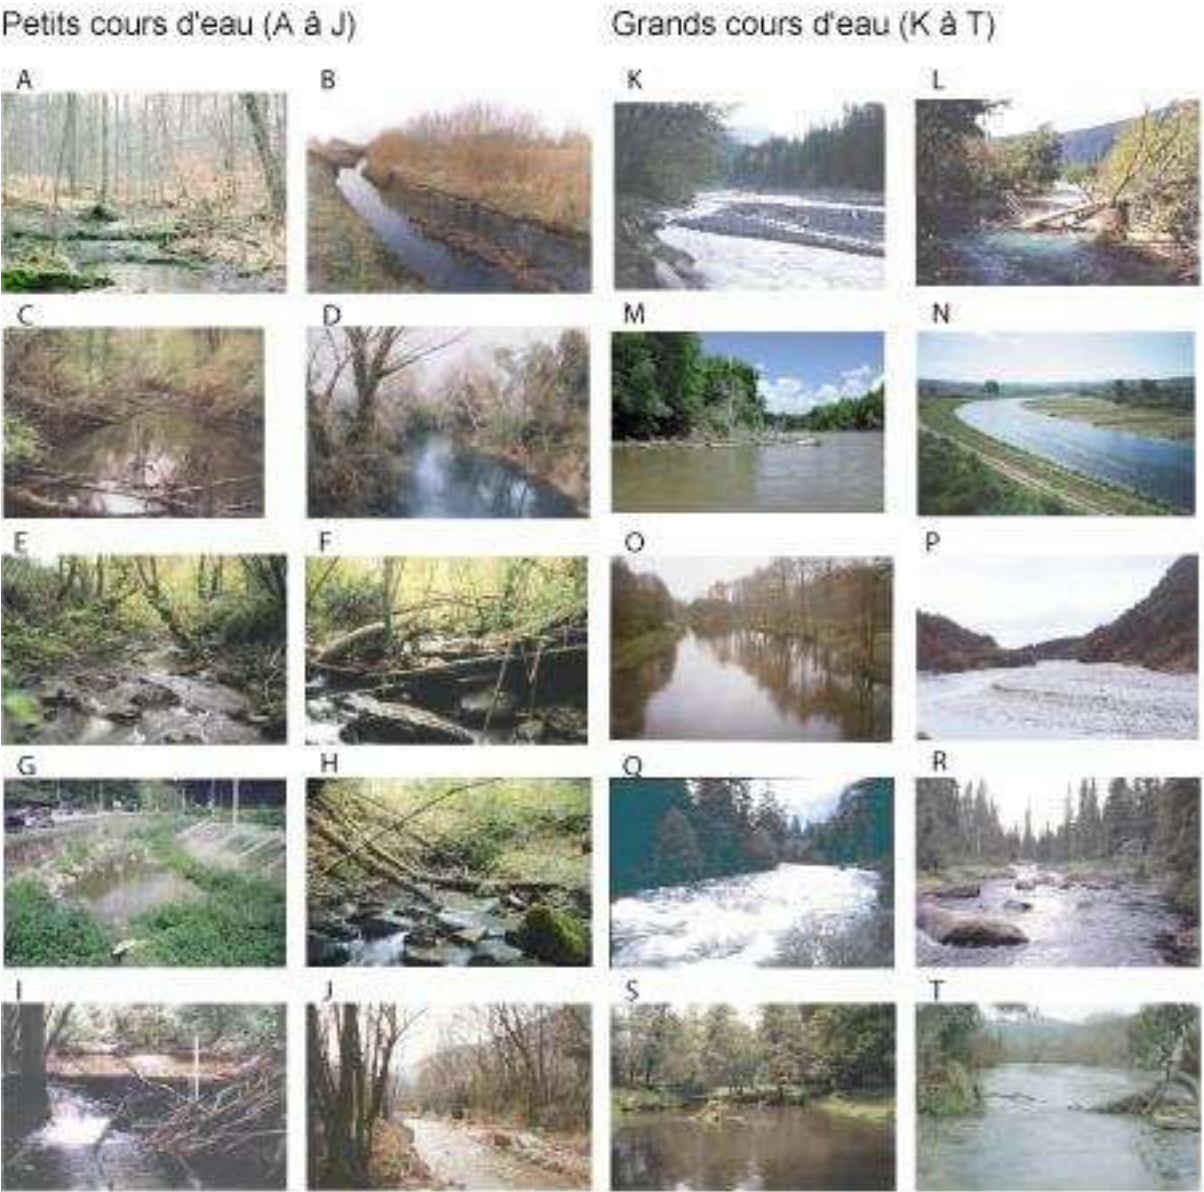 Petits cours d'eau (A à J)
Grands cours d'eau (K à T)
A
B
K
L
C
D
M
N
E
F
O
P
G
H
Q
R
I
J
S
T